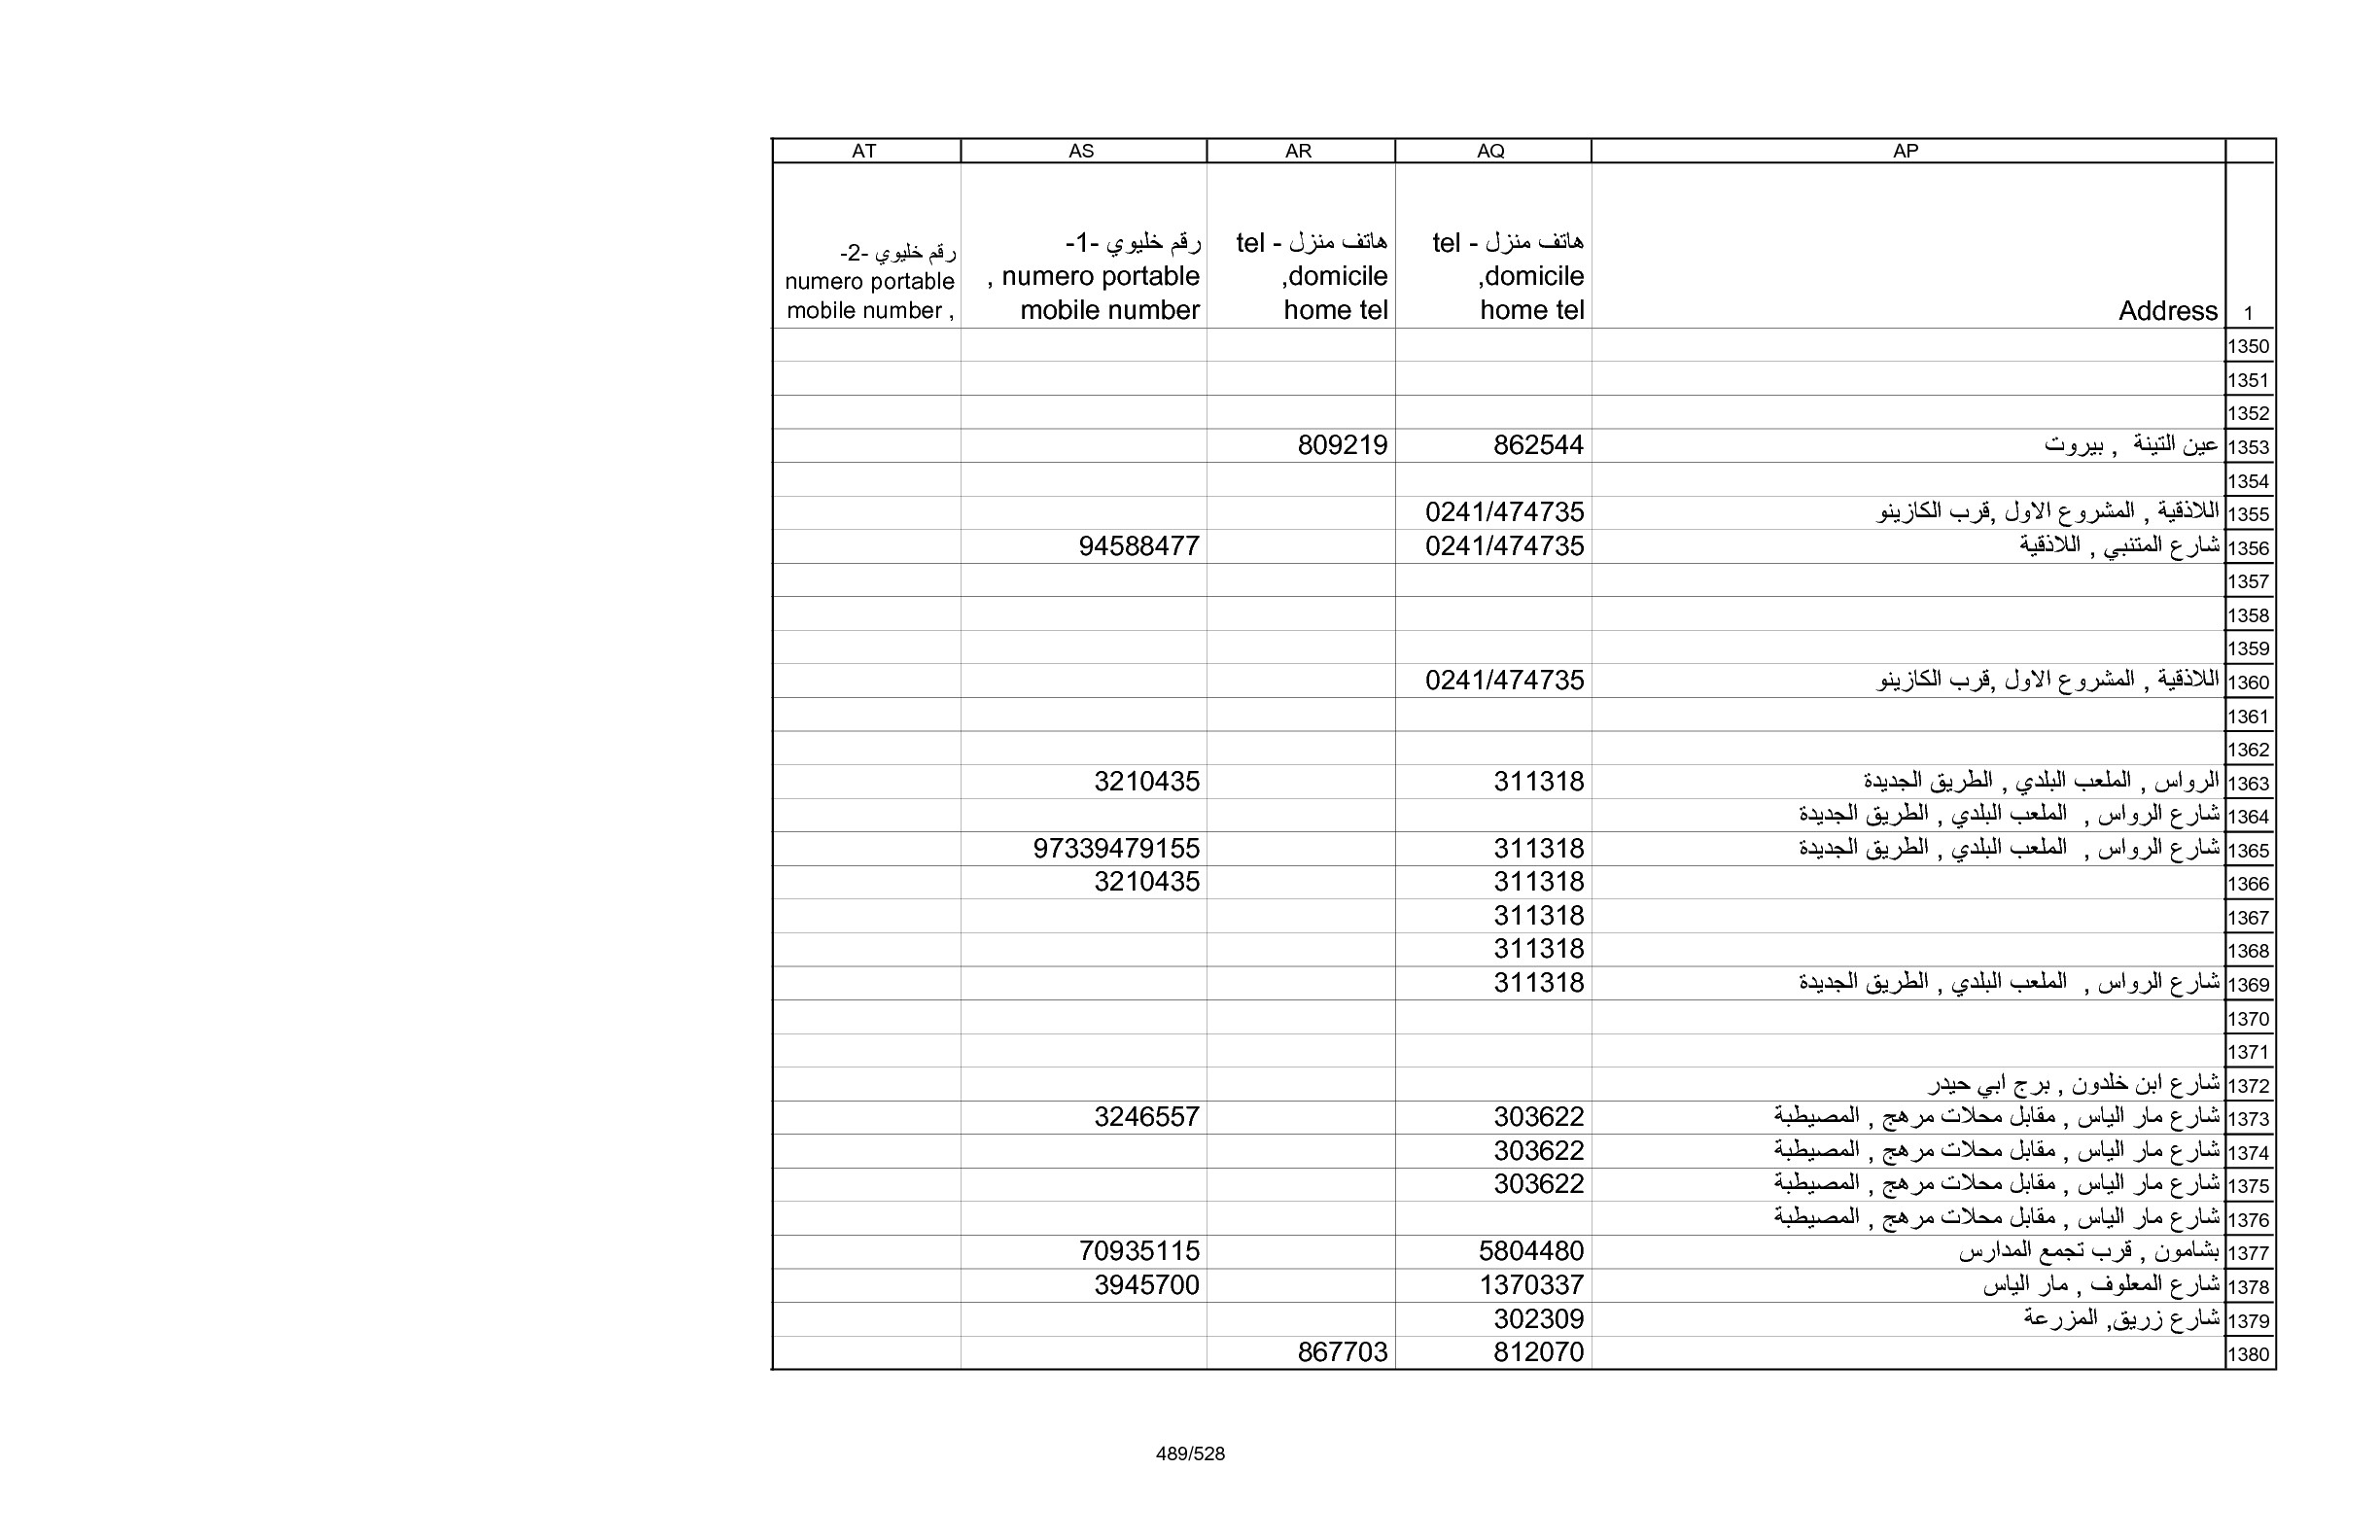 AP AQ AR AS AT
1 Address هاتف منزل - tel domicile, home tel هاتف منزل - tel domicile, home tel رقم خليوي -1- numero portable , mobile number رقم خليوي -2- numero portable mobile number ,
1350
1351
1352
1353 عين التينة , بيروت 862544 809219
1354
1355 اللاذقية , المشروع الاول ,قرب الكازينو 0241/474735
1356 شارع المتنبي , اللاذقية 0241/474735 94588477
1357
1358
1359
1360 اللاذقية , المشروع الاول ,قرب الكازينو 0241/474735
1361
1362
1363 الرواس , الملعب البلدي , الطريق الجديدة 311318 3210435
1364 شارع الرواس , الملعب البلدي , الطريق الجديدة
1365 شارع الرواس , الملعب البلدي , الطريق الجديدة 311318 97339479155
1366 311318 3210435
1367 311318
1368 311318
1369 شارع الرواس , الملعب البلدي , الطريق الجديدة 311318
1370
1371
1372 شارع ابن خلدون , برج ابي حيدر
1373 شارع مار الياس , مقابل محلات مرهج , المصيطبة 303622 3246557
1374 شارع مار الياس , مقابل محلات مرهج , المصيطبة 303622
1375 شارع مار الياس , مقابل محلات مرهج , المصيطبة 303622
1376 شارع مار الياس , مقابل محلات مرهج , المصيطبة
1377 بشامون , قرب تجمع المدارس 5804480 70935115
1378 شارع المعلوف , مار الياس 1370337 3945700
1379 شارع زريق, المزرعة 302309
1380 812070 867703
489/528